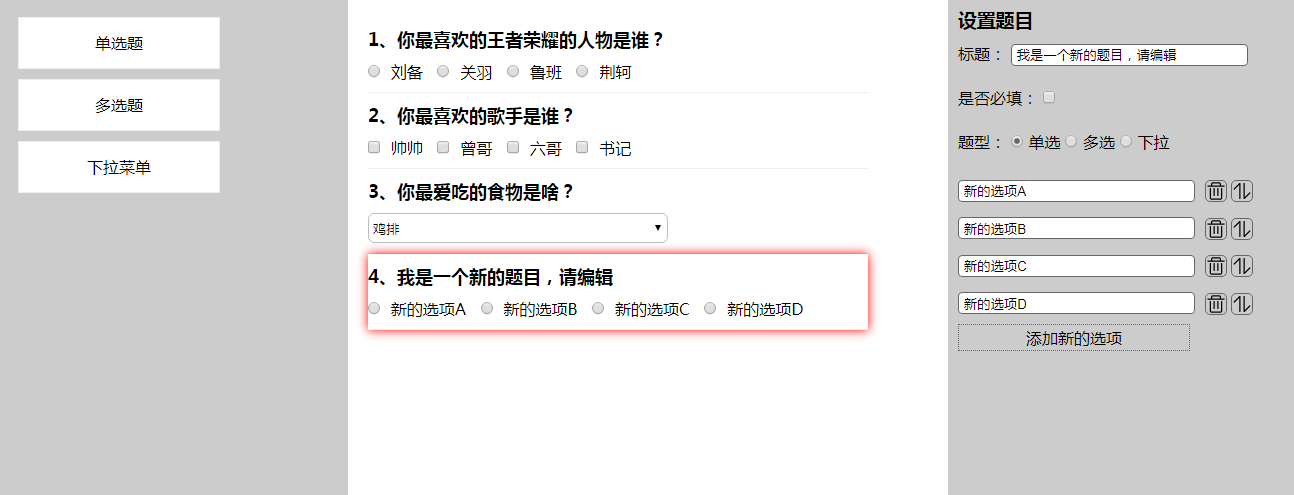 单选题
多选题
下拉菜单
1、你最喜欢的王者荣耀的人物是谁？
刘备 关羽 鲁班 荆轲
2、你最喜欢的歌手是谁？
帅帅 曾哥 六哥 书记
3、你最爱吃的食物是啥？
鸡排
4、我是一个新的题目，请编辑
新的选项A 新的选项B 新的选项C 新的选项D
设置题目
标题： 我是一个新的题目，请编辑
是否必填：
题型： 单选 多选 下拉
新的选项A
新的选项B
新的选项C
新的选项D
添加新的选项